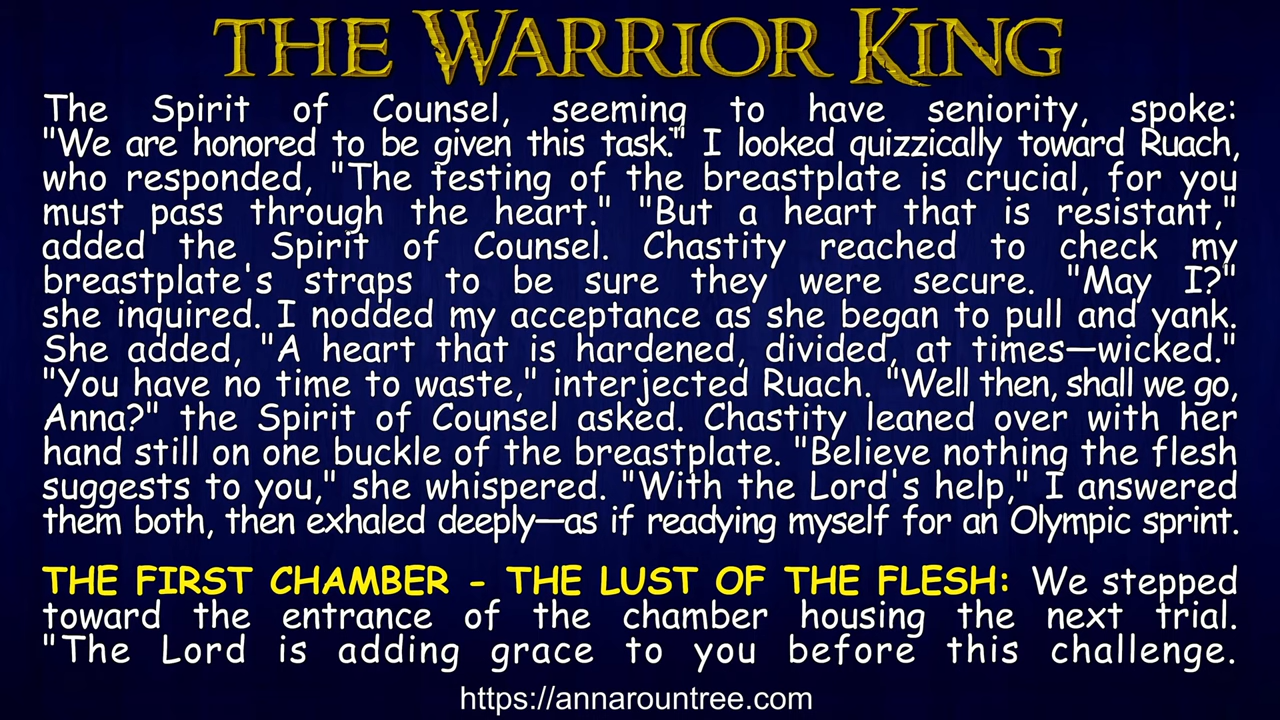 THE WARRIOR KING
The Spirit of Counsel, seeming to have seniority, spoke:
"We are honored to be given this task." I looked quizzically toward Ruach,
who responded, "The testing of the breastplate is crucial, for you
must pass through the heart." "But a heart that is resistant,"
added the Spirit of Counsel. Chastity reached to check my
breastplate's straps to be sure they were secure. "May I?"
she inquired. I nodded my acceptance as she began to pull and yank.
She added, "A heart that is hardened, divided, at times—wicked."
"You have no time to waste," interjected Ruach. "Well then, shall we go,
Anna?" the Spirit of Counsel asked. Chastity leaned over with her
hand still on one buckle of the breastplate. "Believe nothing the flesh
suggests to you," she whispered. "With the Lord's help," I answered
them both, then exhaled deeply—as if readying myself for an Olympic sprint.
THE FIRST CHAMBER - THE LUST OF THE FLESH: We stepped
toward the entrance of the chamber housing the next trial.
"The Lord is adding grace to you before this challenge.
https://annarountree.com